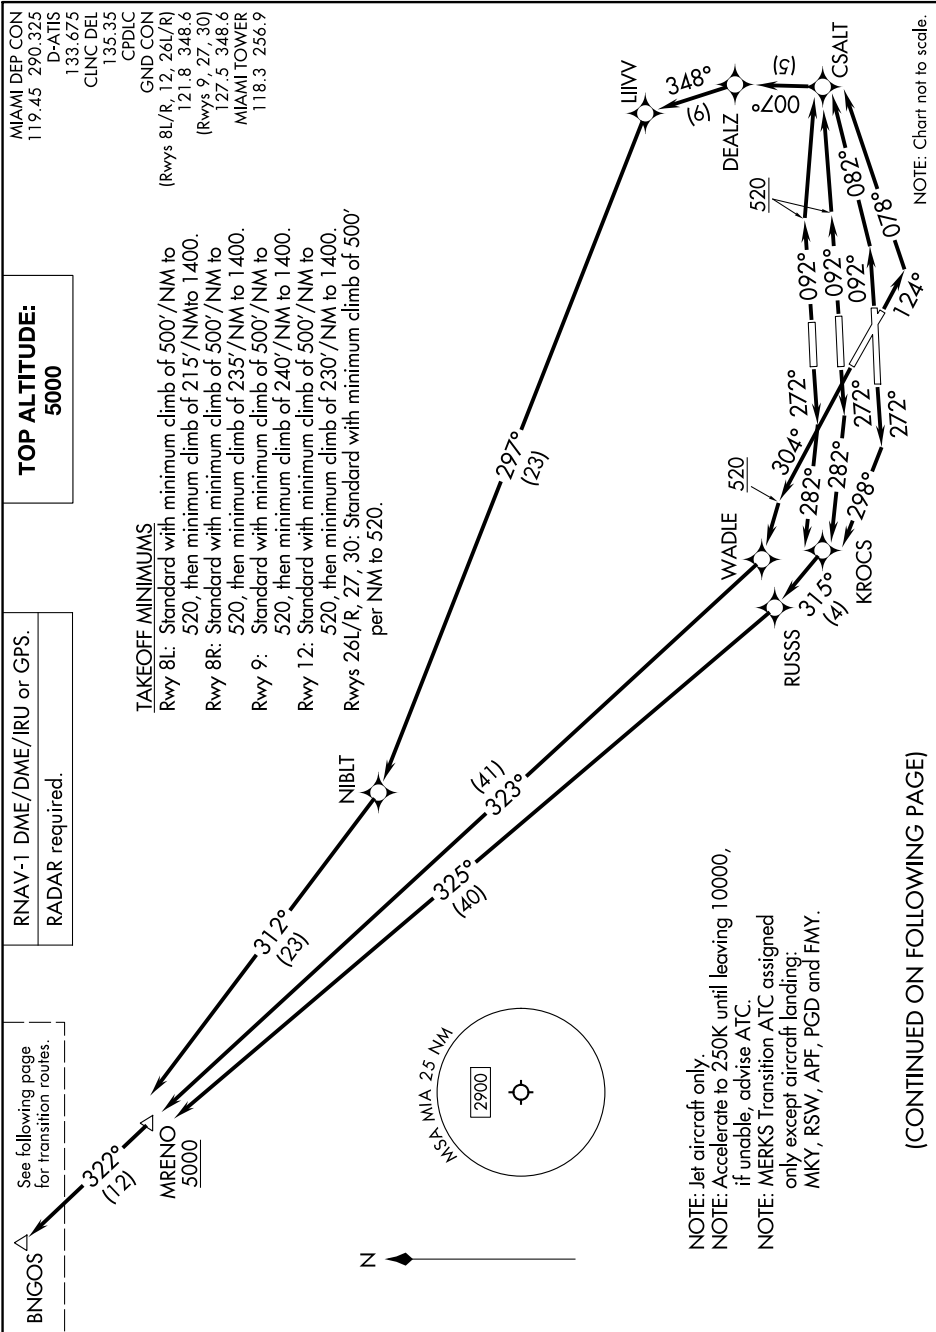 MIAMI DEP CON
119.45 290.325
D-ATIS
133.675
CLNC DEL
135.35
CPDLC
GND CON
(Rwys 8L/R, 12, 26L/R)
121.8 348.6
(Rwys 9, 27, 30)
127.5 348.6
MIAMI TOWER
118.3 256.9
TOP ALTITUDE:
5000
RNAV-1 DME/DME/IRU or GPS.
RADAR required.
See following page
for transition routes.
TAKEOFF MINIMUMS
Rwy 8L: Standard with minimum climb of 500'/NM to
520, then minimum climb of 215'/NMto 1400.
Rwy 8R: Standard with minimum climb of 500'/NM to
520, then minimum climb of 235'/NM to 1400.
Rwy 9: Standard with minimum climb of 500'/NM to
520, then minimum climb of 240'/NM to 1400.
Rwy 12: Standard with minimum climb of 500'/NM to
520, then minimum climb of 230'/NM to 1400.
Rwys 26L/R, 27, 30: Standard with minimum climb of 500'
per NM to 520.
BNGOS
322°
(12)
MRENO
5000
312°
(23)
NIBLT
297°
(23)
LIIVV
348°
(9)
DEALZ
007°
(5)
CSALT
323°
(41)
325°
(40)
WADLE
RUSSS
315°
(4)
KROCS
520
304°
272°
282°
272°
282°
272°
298°
520
092°
092°
092°
082°
078°
124°
MSA MIA 25 NM
2900
N
NOTE: Jet aircraft only.
NOTE: Accelerate to 250K until leaving 10000,
if unable, advise ATC.
NOTE: MERKS Transition ATC assigned
only except aircraft landing:
MKY, RSW, APF, PGD and FMY.
NOTE: Chart not to scale.
(CONTINUED ON FOLLOWING PAGE)